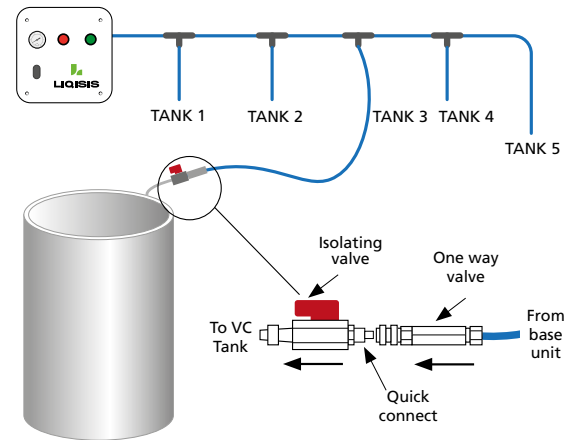 LIQISIS
TANK 1
TANK 2
TANK 3
TANK 4
TANK 5
Isolating
valve
One way
valve
To VC
Tank
From
base
unit
Quick
connect